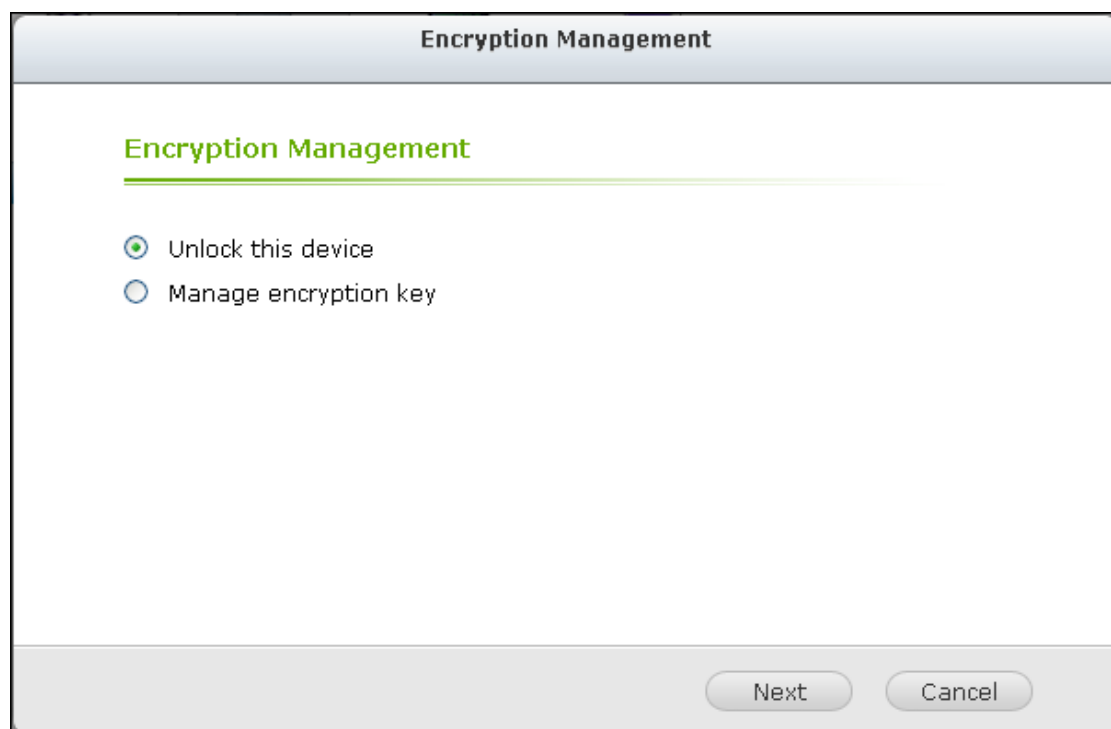 Encryption Management
Encryption Management
Unlock this device
Manage encryption key
Next Cancel